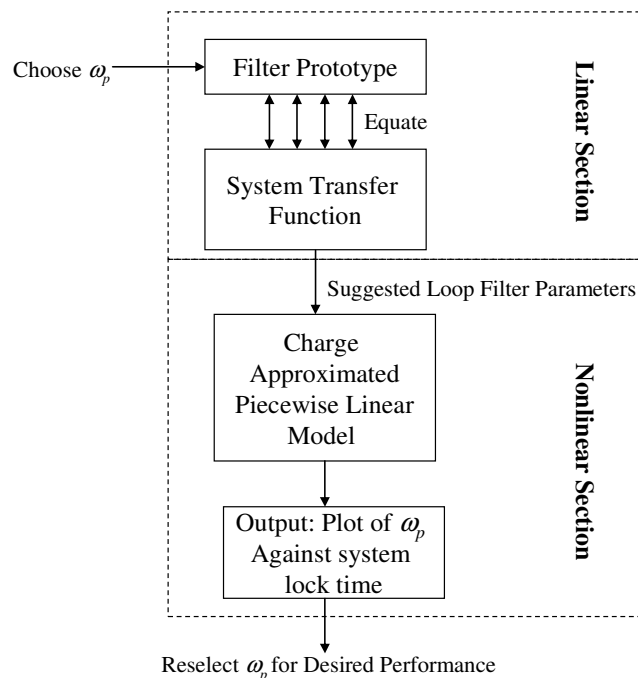 Choose ωp
Filter Prototype
Equate
System Transfer
Function
Linear Section
Suggested Loop Filter Parameters
Charge
Approximated
Piecewise Linear
Model
Nonlinear Section
Output: Plot of ωp
Against system
lock time
Reselect ωp for Desired Performance